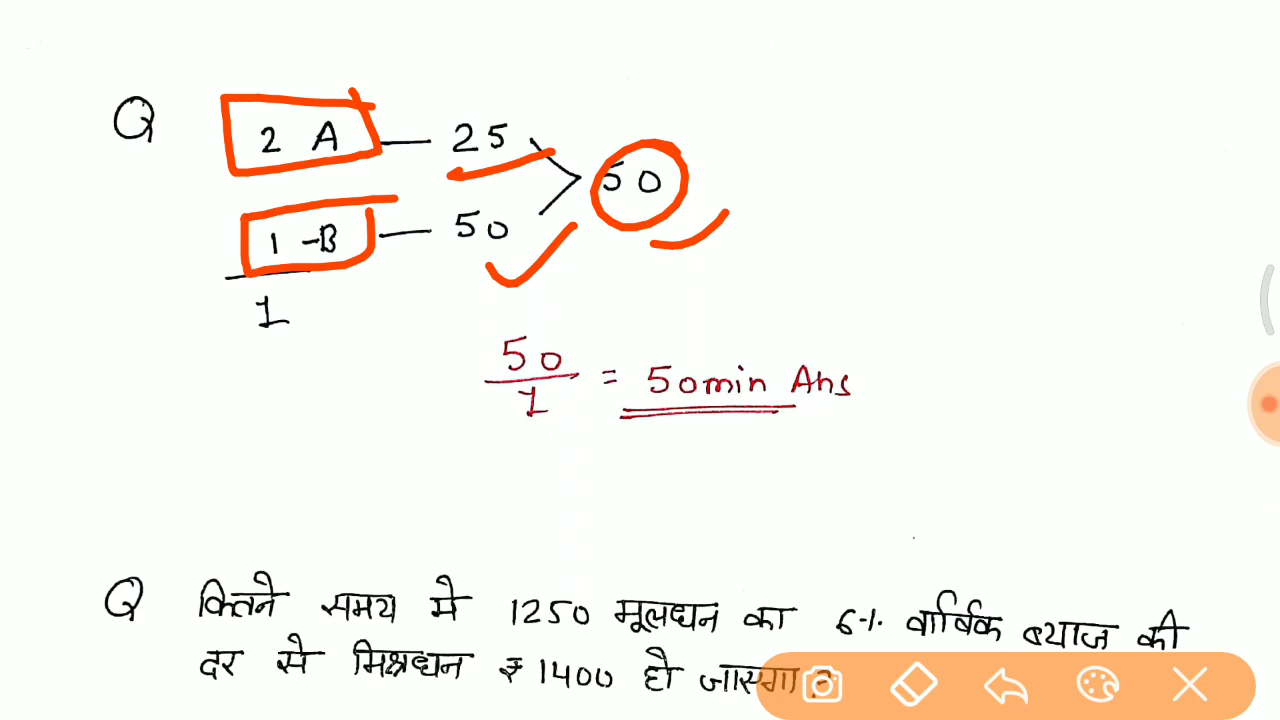 Q 2 A — 25
50
1 -B — 50
1
50
1 = 50min Ans
Q कितने समय मे 1250 मूलधन का 6% वार्षिक ब्याज की
दर से मिश्रधन ₹ 1400 हो जाएगा ?